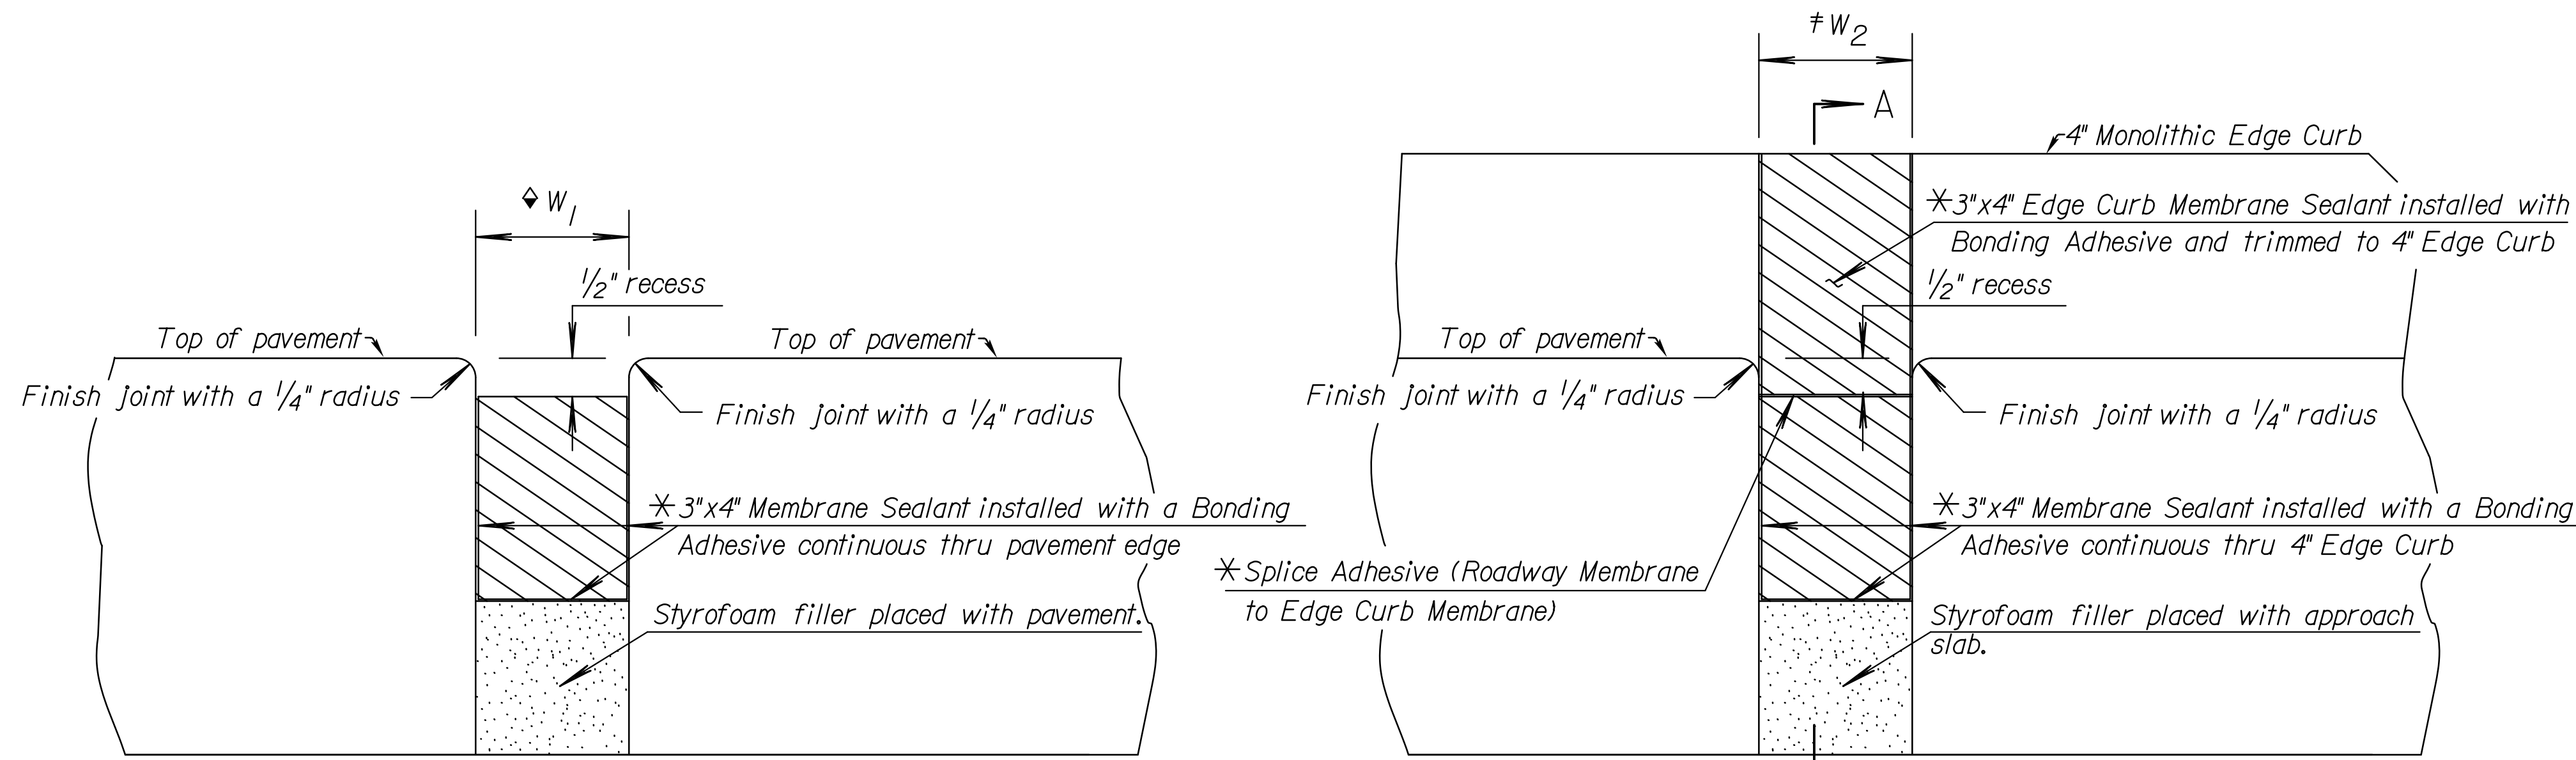 ◈ W1
1/2" recess
Top of pavement
Top of pavement
Finish joint with a 1/4" radius
Finish joint with a 1/4" radius
* 3"x4" Membrane Sealant installed with a Bonding
Adhesive continuous thru pavement edge
Styrofoam filler placed with pavement.
ǂ W2
A
4" Monolithic Edge Curb
* 3"x4" Edge Curb Membrane Sealant installed with
Bonding Adhesive and trimmed to 4" Edge Curb
1/2" recess
Top of pavement
Finish joint with a 1/4" radius
Finish joint with a 1/4" radius
* 3"x4" Membrane Sealant installed with a Bonding
Adhesive continuous thru 4" Edge Curb
* Splice Adhesive (Roadway Membrane
to Edge Curb Membrane)
Styrofoam filler placed with approach
slab.